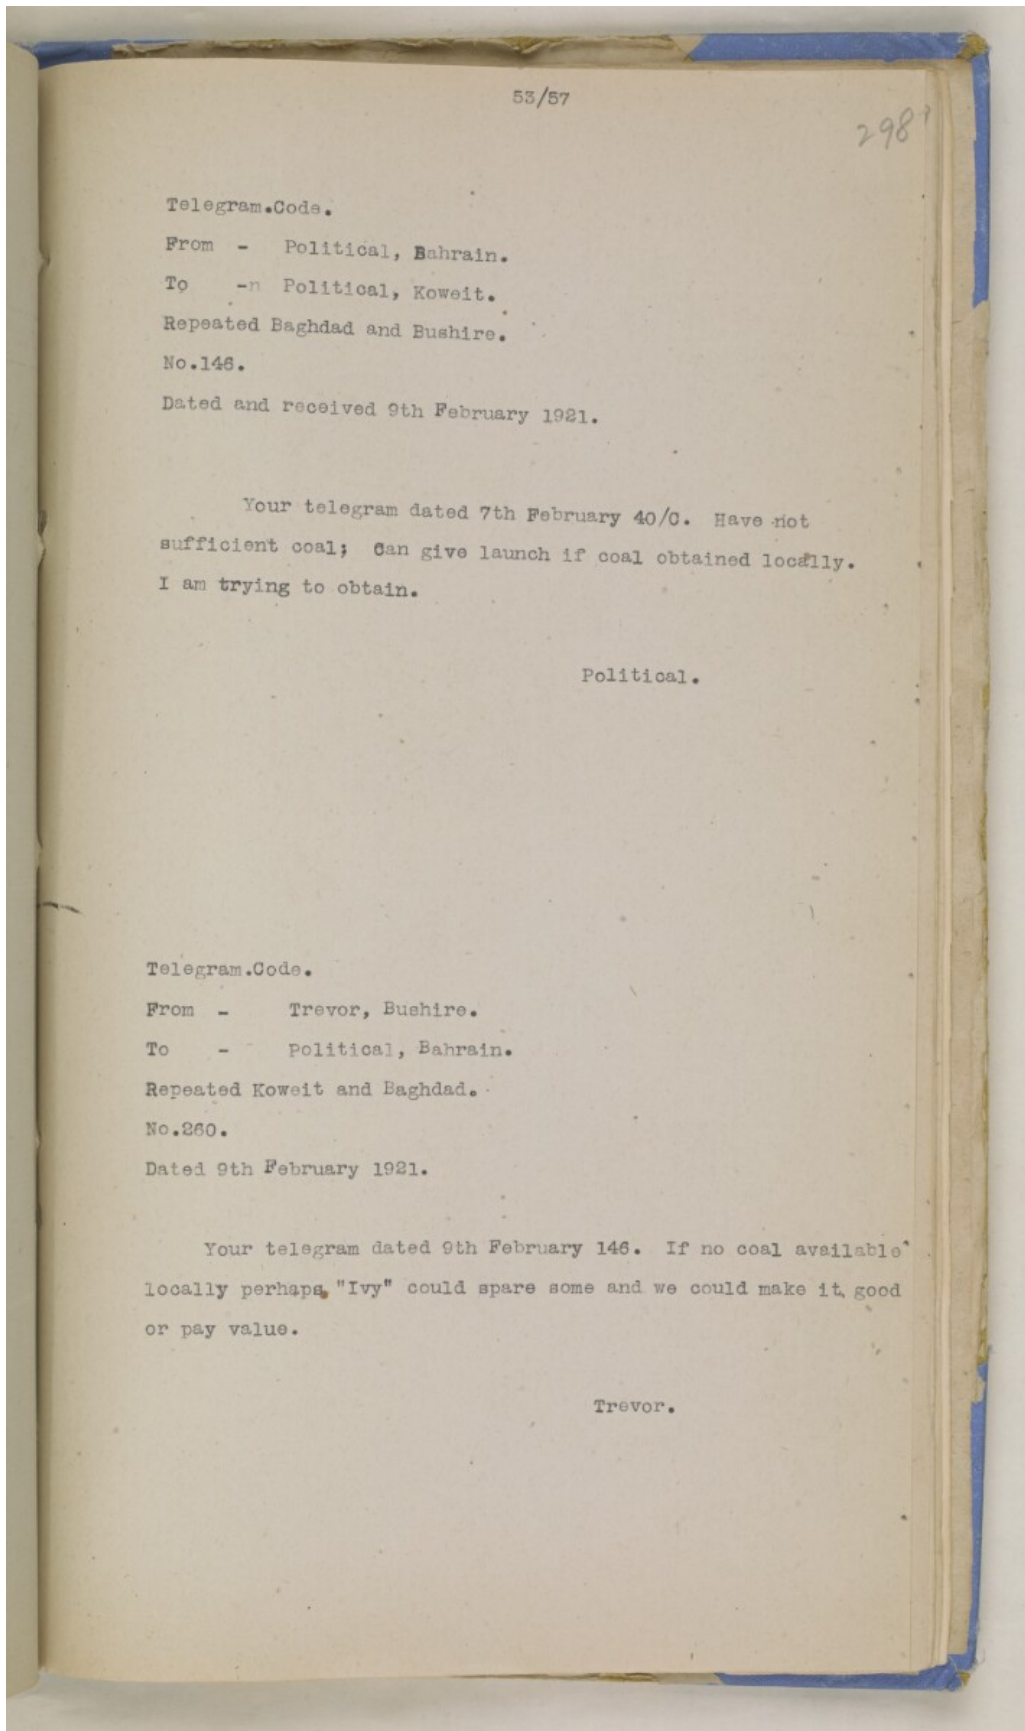 53/57
298
Telegram.Code.
From - Political, Bahrain.
To -n Political, Koweit.
Repeated Baghdad and Bushire.
No.146.
Dated and received 9th February 1921.
Your telegram dated 7th February 40/C. Have not
sufficient coal; Can give launch if coal obtained locally.
I am trying to obtain.
Political.
Telegram.Code.
From - Trevor, Bushire.
To - Political, Bahrain.
Repeated Koweit and Baghdad.
No.260.
Dated 9th February 1921.
Your telegram dated 9th February 146. If no coal available
locally perhaps, "Ivy" could spare some and we could make it good
or pay value.
Trevor.